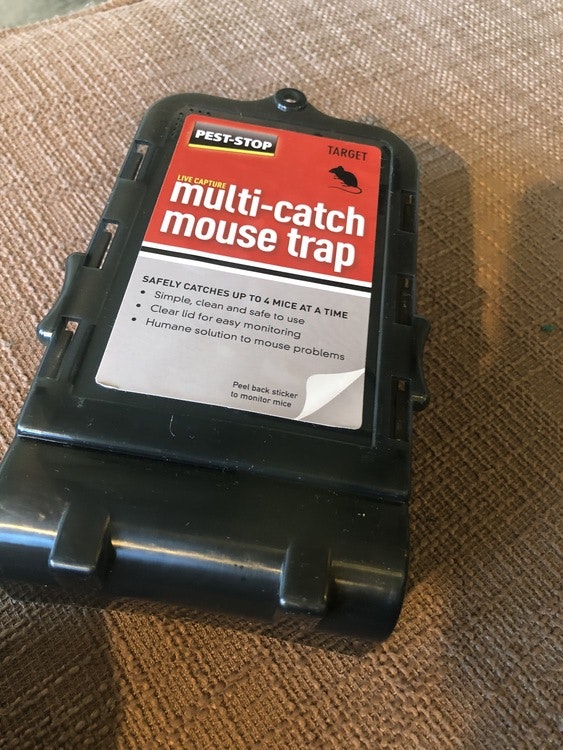 PEST-STOP
TARGET
LIVE CAPTURE
multi-catch
mouse trap
SAFELY CATCHES UP TO 4 MICE AT A TIME
• Simple, clean and safe to use
• Clear lid for easy monitoring
• Humane solution to mouse problems
Peel back sticker
to monitor mice